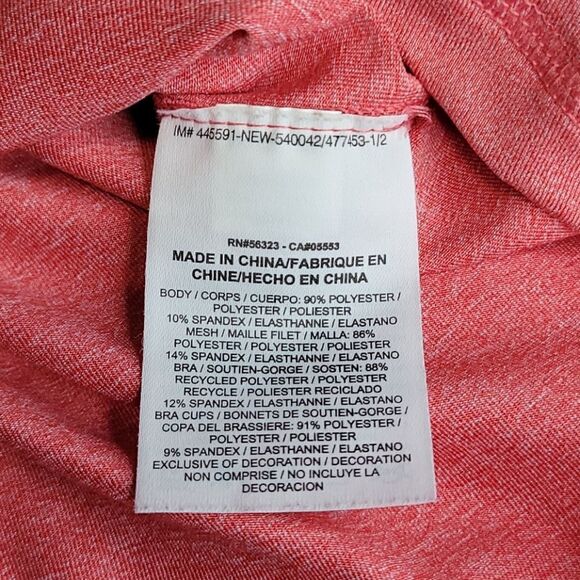 IM# 445591-NEW-540042/477453-1/2
RN#56323 - CA#05553
MADE IN CHINA/FABRIQUE EN
CHINE/HECHO EN CHINA
BODY / CORPS / CUERPO: 90% POLYESTER /
POLYESTER / POLIESTER
10% SPANDEX / ELASTHANNE / ELASTANO
MESH / MAILLE FILET / MALLA: 86%
POLYESTER / POLYESTER / POLIESTER
14% SPANDEX / ELASTHANNE / ELASTANO
BRA / SOUTIEN-GORGE / SOSTEN: 88%
RECYCLED POLYESTER / POLYESTER
RECYCLE / POLIESTER RECICLADO
12% SPANDEX / ELASTHANNE / ELASTANO
BRA CUPS / BONNETS DE SOUTIEN-GORGE /
COPA DEL BRASSIERE: 91% POLYESTER /
POLYESTER / POLIESTER
9% SPANDEX / ELASTHANNE / ELASTANO
EXCLUSIVE OF DECORATION / DECORATION
NON COMPRISE / NO INCLUYE LA
DECORACION